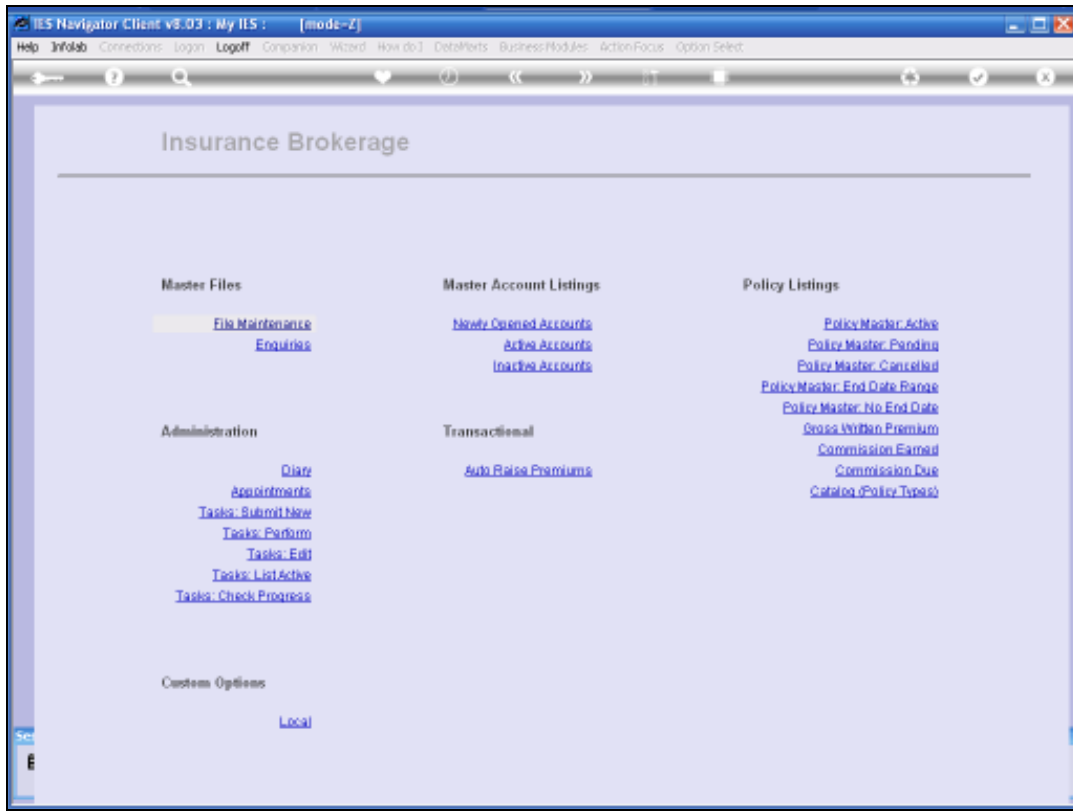 IES Navigator Client v8.03 : My IES : [mode=Z]
Help Infolab Connections Logon Logoff Companion Wizard How do I DataMarts Business Modules Action Focus Option Select
Insurance Brokerage
Master Files
File Maintenance
Enquiries
Master Account Listings
Newly Opened Accounts
Active Accounts
Inactive Accounts
Policy Listings
Policy Master: Active
Policy Master: Pending
Policy Master: Cancelled
Policy Master: End Date Range
Policy Master: No End Date
Gross Written Premium
Commission Earned
Commission Due
Catalog (Policy Types)
Administration
Diary
Appointments
Tasks: Submit New
Tasks: Perform
Tasks: Edit
Tasks: List Active
Tasks: Check Progress
Transactional
Auto Raise Premiums
Custom Options
Local